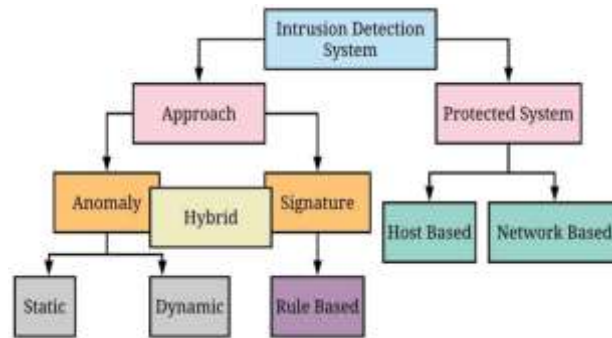 Intrusion Detection
System
Approach
Protected System
Anomaly
Hybrid
Signature
Host Based
Network Based
Static
Dynamic
Rule Based